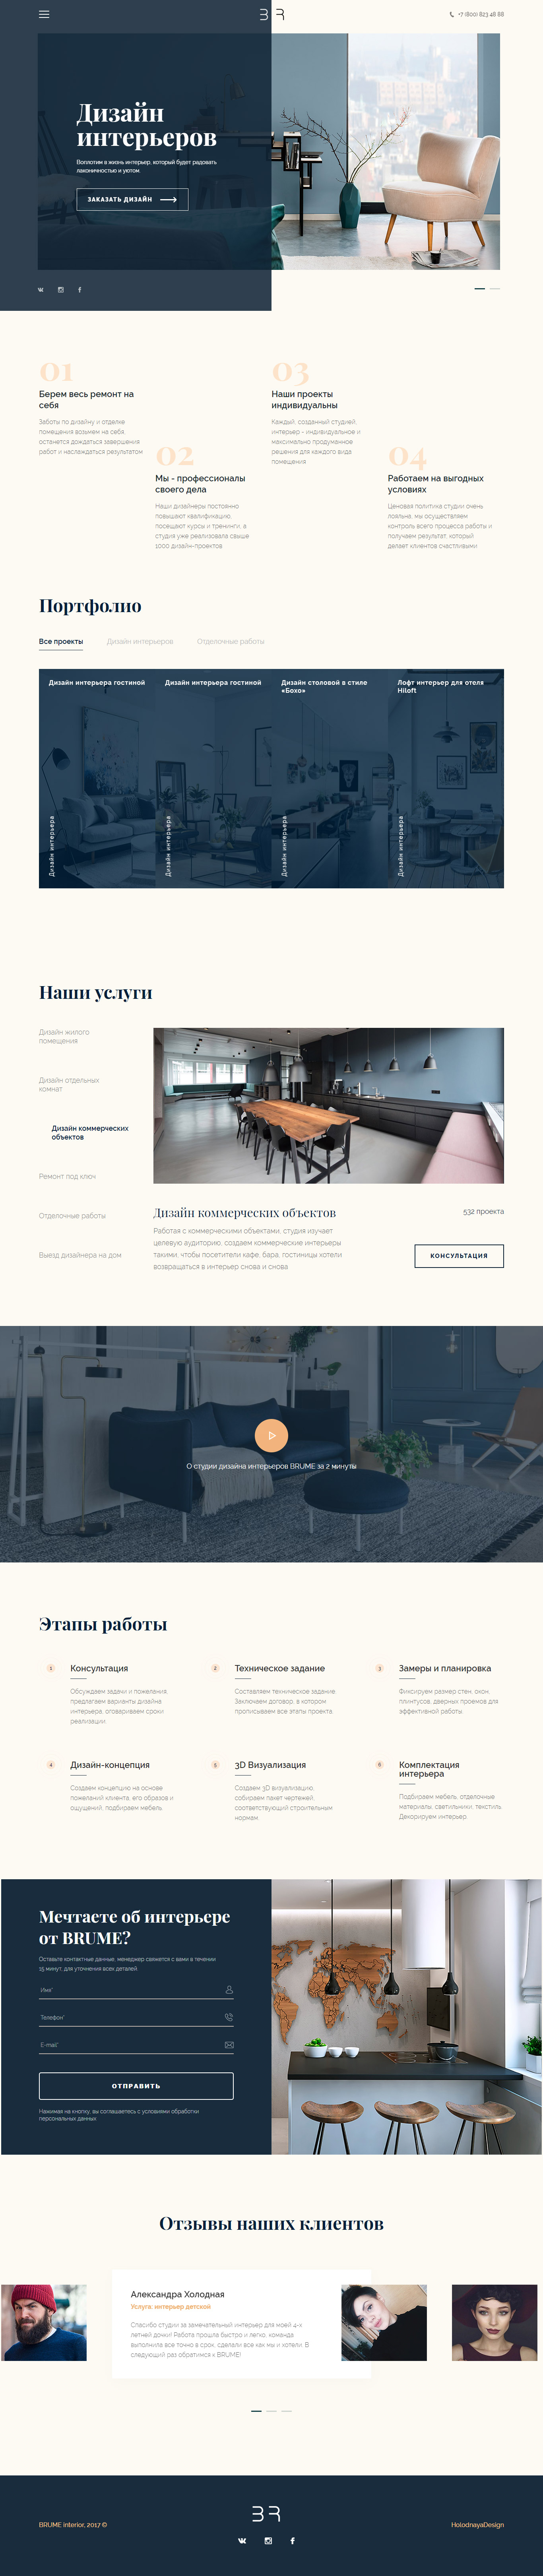 BR
+7 (800) 823 48 88
Дизайн
интерьеров
Воплотим в жизнь интерьер, который будет радовать
лаконичностью и уютом.
ЗАКАЗАТЬ ДИЗАЙН
01
Берем весь ремонт на
себя
Заботы по дизайну и отделке
помещения возьмем на себя,
останется дождаться завершения
работ и наслаждаться результатом
02
Мы - профессионалы
своего дела
Наши дизайнеры постоянно
повышают квалификацию,
посещают курсы и тренинги, а
студия уже реализовала свыше
1000 дизайн-проектов
03
Наши проекты
индивидуальны
Каждый, созданный студией,
интерьер - индивидуальное и
максимально продуманное
решения для каждого вида
помещения
04
Работаем на выгодных
условиях
Ценовая политика студии очень
лояльна, мы осуществляем
контроль всего процесса работы и
получаем результат, который
делает клиентов счастливыми
Портфолио
Все проекты
Дизайн интерьеров
Отделочные работы
Дизайн интерьера гостиной
Дизайн интерьера
Дизайн интерьера гостиной
Дизайн интерьера
Дизайн столовой в стиле
«Бохо»
Дизайн интерьера
Лофт интерьер для отеля
Hiloft
Дизайн интерьера
Наши услуги
Дизайн жилого
помещения
Дизайн отдельных
комнат
Дизайн коммерческих
объектов
Ремонт под ключ
Отделочные работы
Выезд дизайнера на дом
Дизайн коммерческих объектов
532 проекта
Работая с коммерческими объектами, студия изучает
целевую аудиторию, создаем коммерческие интерьеры
такими, чтобы посетители кафе, бара, гостиницы хотели
возвращаться в интерьер снова и снова
КОНСУЛЬТАЦИЯ
О студии дизайна интерьеров BRUME за 2 минуты
Этапы работы
1
Консультация
Обсуждаем задачи и пожелания,
предлагаем варианты дизайна
интерьера, оговариваем сроки
реализации.
2
Техническое задание
Составляем техническое задание.
Заключаем договор, в котором
прописываем все этапы проекта.
3
Замеры и планировка
Фиксируем размер стен, окон,
плинтусов, дверных проемов для
эффективной работы.
4
Дизайн-концепция
Создаем концепцию на основе
пожеланий клиента, его образов и
ощущений, подбираем мебель.
5
3D Визуализация
Создаем 3D визуализацию,
собираем пакет чертежей,
соответствующий строительным
нормам.
6
Комплектация
интерьера
Подбираем мебель, отделочные
материалы, светильники, текстиль.
Декорируем интерьер.
Мечтаете об интерьере
от BRUME?
Оставьте контактные данные, менеджер свяжется с вами в течении
15 минут, для уточнения всех деталей
Имя*
Телефон*
E-mail*
ОТПРАВИТЬ
Нажимая на кнопку, вы соглашаетесь с условиями обработки
персональных данных
Отзывы наших клиентов
Александра Холодная
Услуга: интерьер детской
Спасибо студии за замечательный интерьер для моей 4-х
летней дочки! Работа прошла быстро и легко, команда
выполнила все точно в срок, сделали все как мы и хотели. В
следующий раз обратимся к BRUME!
BR
BRUME interior, 2017 ©
HolodnayaDesign